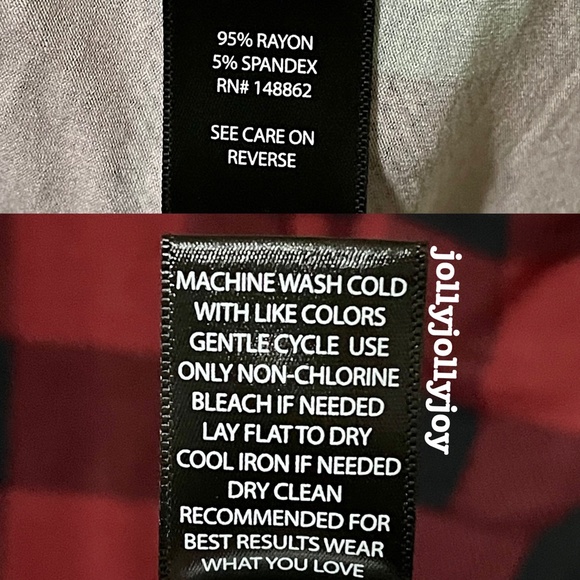 95% RAYON
5% SPANDEX
RN# 148862
SEE CARE ON
REVERSE
MACHINE WASH COLD
WITH LIKE COLORS
GENTLE CYCLE USE
ONLY NON-CHLORINE
BLEACH IF NEEDED
LAY FLAT TO DRY
COOL IRON IF NEEDED
DRY CLEAN
RECOMMENDED FOR
BEST RESULTS WEAR
WHAT YOU LOVE
jollyjollyjoy